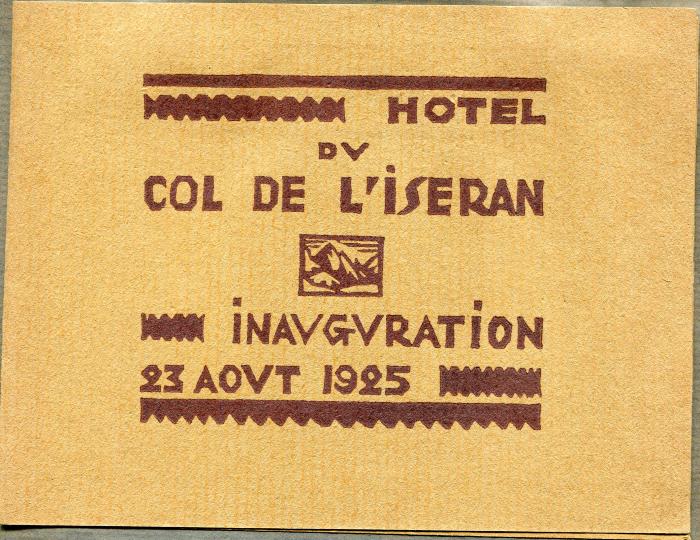 HOTEL
DV
COL DE L'iSERAN
iNAVGVRATiON
23 AOVT 1925